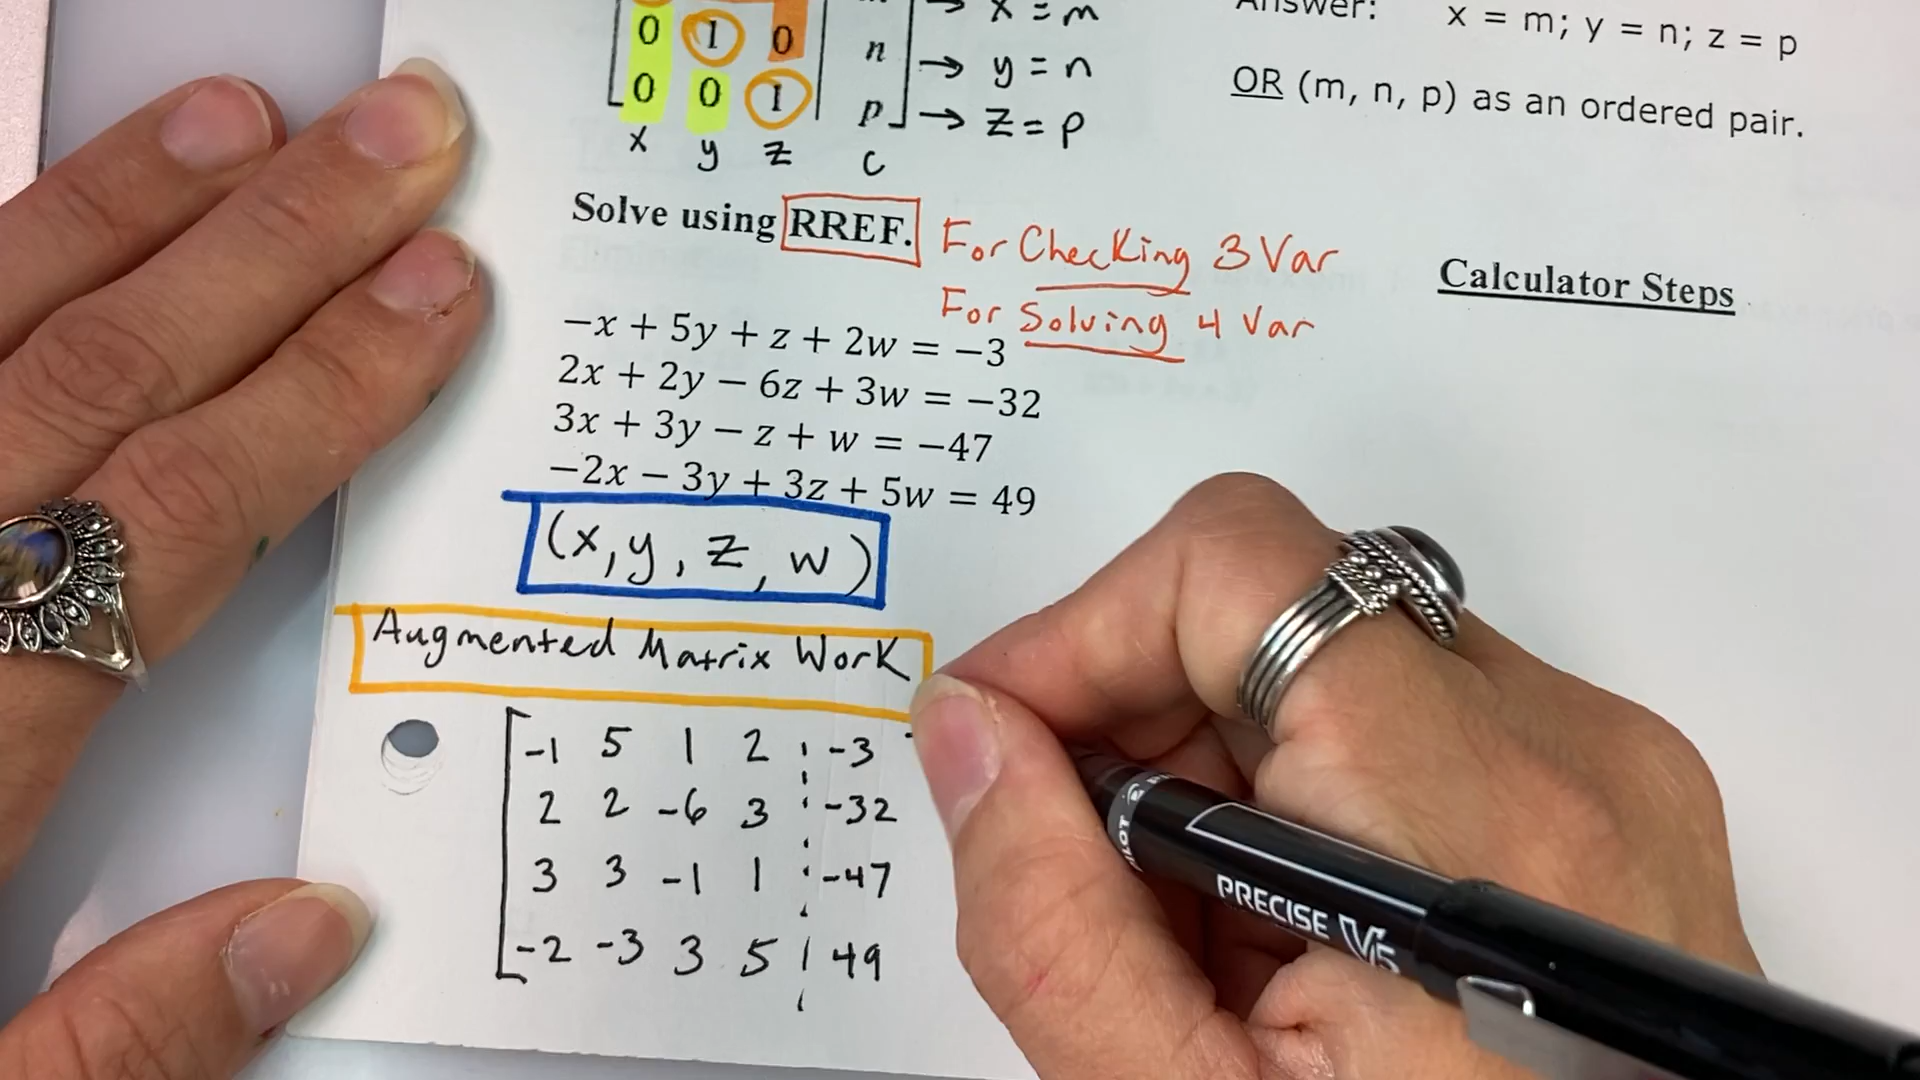 → x = m
0 1 0 n → y = n
0 0 1 p → z = p
x y z c
Answer: x = m; y = n; z = p
OR (m, n, p) as an ordered pair.
Solve using RREF. For Checking 3 Var
For Solving 4 Var
Calculator Steps
−x + 5y + z + 2w = −3
2x + 2y − 6z + 3w = −32
3x + 3y − z + w = −47
−2x − 3y + 3z + 5w = 49
(x, y, z, w)
Augmented Matrix Work
-1 5 1 2 -3
2 2 -6 3 -32
3 3 -1 1 -47
-2 -3 3 5 49
PILOT
PRECISE V5